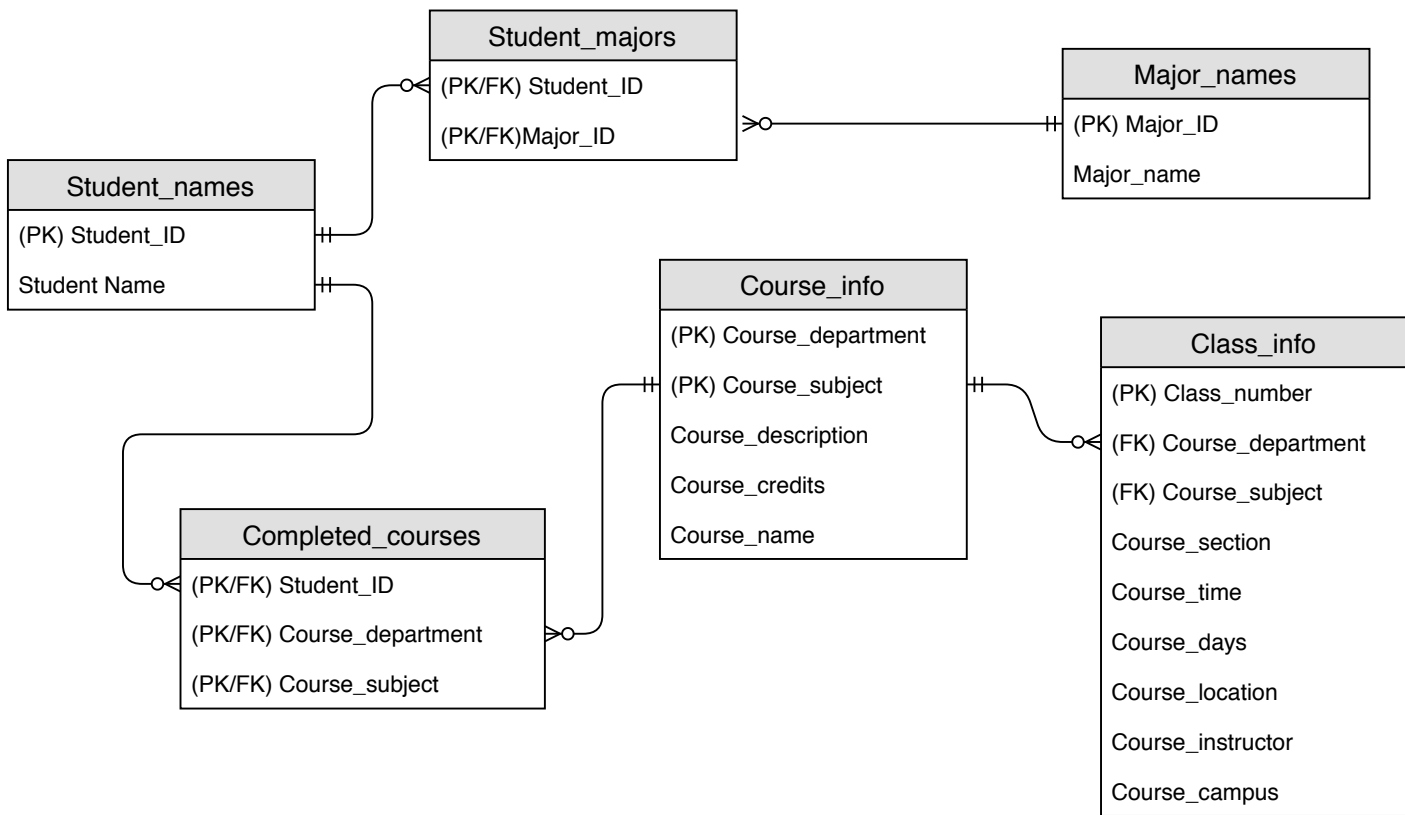 Student_majors
(PK/FK) Student_ID
(PK/FK)Major_ID
Major_names
(PK) Major_ID
Major_name
Student_names
(PK) Student_ID
Student Name
Course_info
(PK) Course_department
(PK) Course_subject
Course_description
Course_credits
Course_name
Class_info
(PK) Class_number
(FK) Course_department
(FK) Course_subject
Course_section
Course_time
Course_days
Course_location
Course_instructor
Course_campus
Completed_courses
(PK/FK) Student_ID
(PK/FK) Course_department
(PK/FK) Course_subject